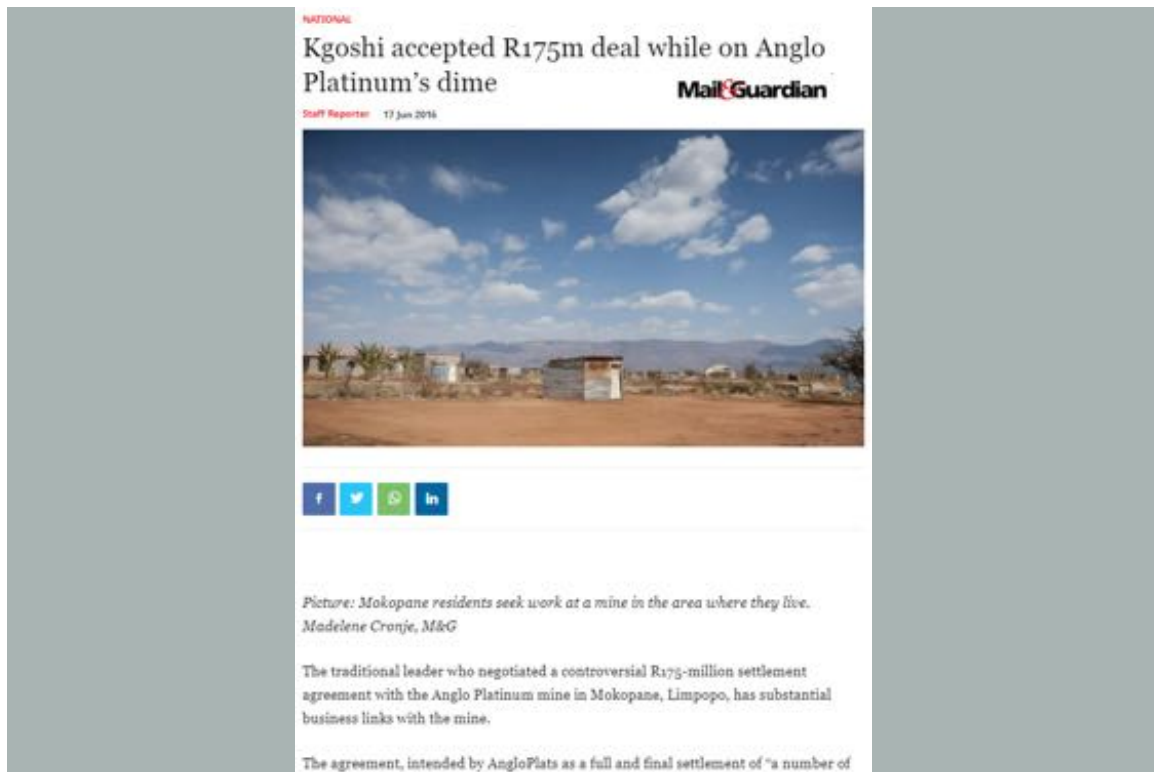 NATIONAL
Kgoshi accepted R175m deal while on Anglo
Platinum's dime
Mail&Guardian
Staff Reporter 17 Jun 2016
f in
Picture: Mokopane residents seek work at a mine in the area where they live.
Madelene Cronje, M&G
The traditional leader who negotiated a controversial R175-million settlement
agreement with the Anglo Platinum mine in Mokopane, Limpopo, has substantial
business links with the mine.
The agreement, intended by AngloPlats as a full and final settlement of "a number of